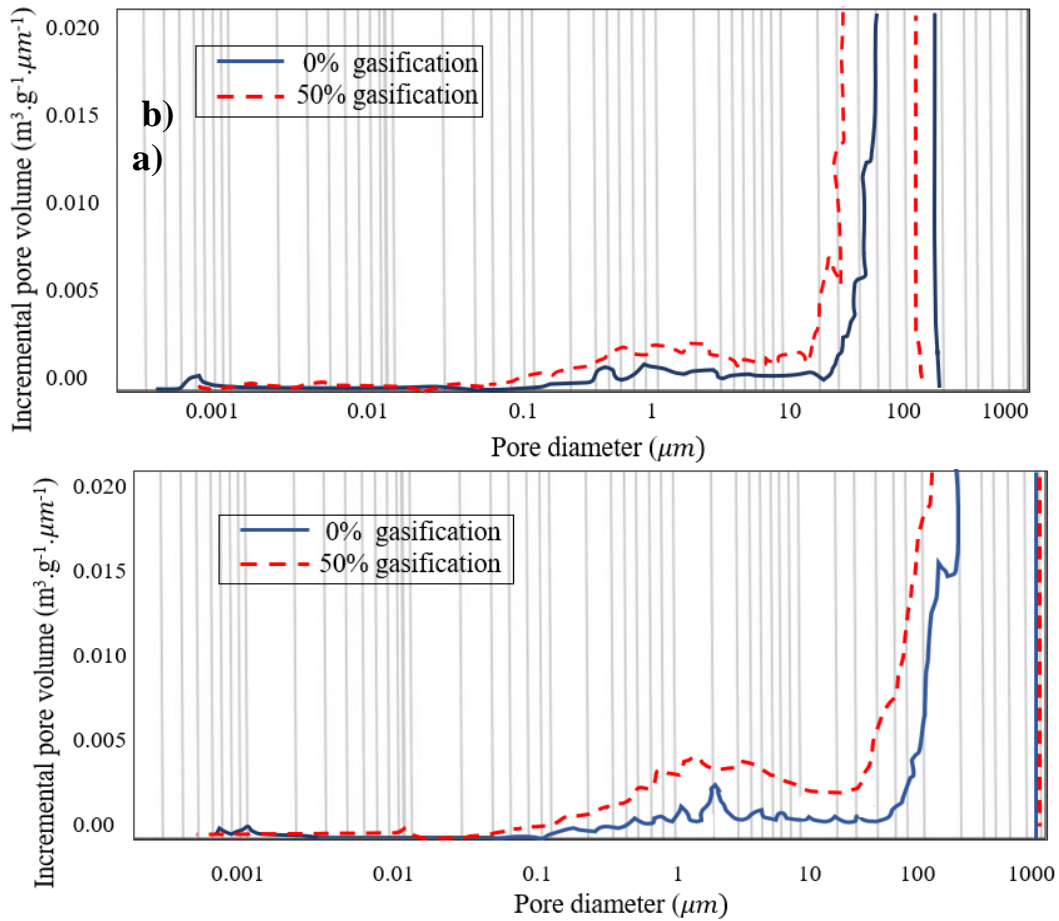 0.020
0.015
0.010
0.005
0.00
Incremental pore volume (m³.g⁻¹.μm⁻¹)
0% gasification
50% gasification
b)
a)
0.001 0.01 0.1 1 10 100 1000
Pore diameter (μm)
0.020
0.015
0.010
0.005
0.00
Incremental pore volume (m³.g⁻¹.μm⁻¹)
0% gasification
50% gasification
0.001 0.01 0.1 1 10 100 1000
Pore diameter (μm)